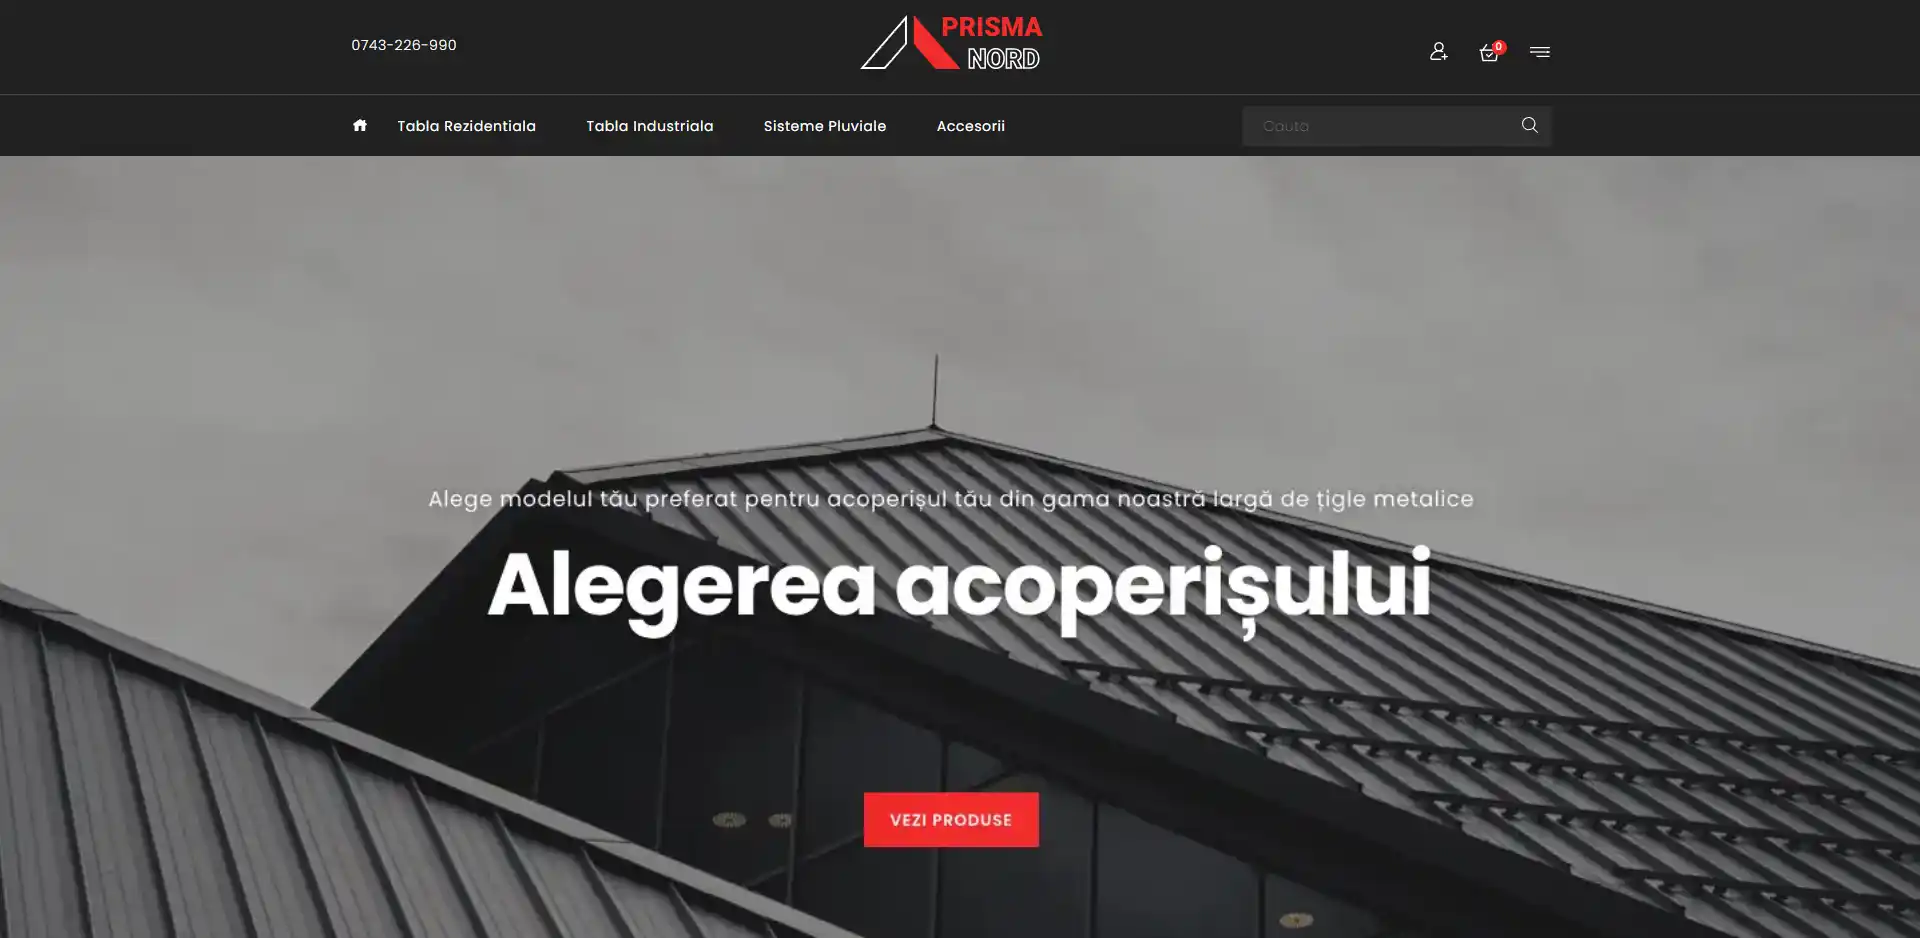 0743-226-990
PRISMA
NORD
0
Tabla Rezidentiala
Tabla Industriala
Sisteme Pluviale
Accesorii
Cauta
Alege modelul tău preferat pentru acoperișul tău din gama noastră largă de țigle metalice
Alegerea acoperișului
VEZI PRODUSE